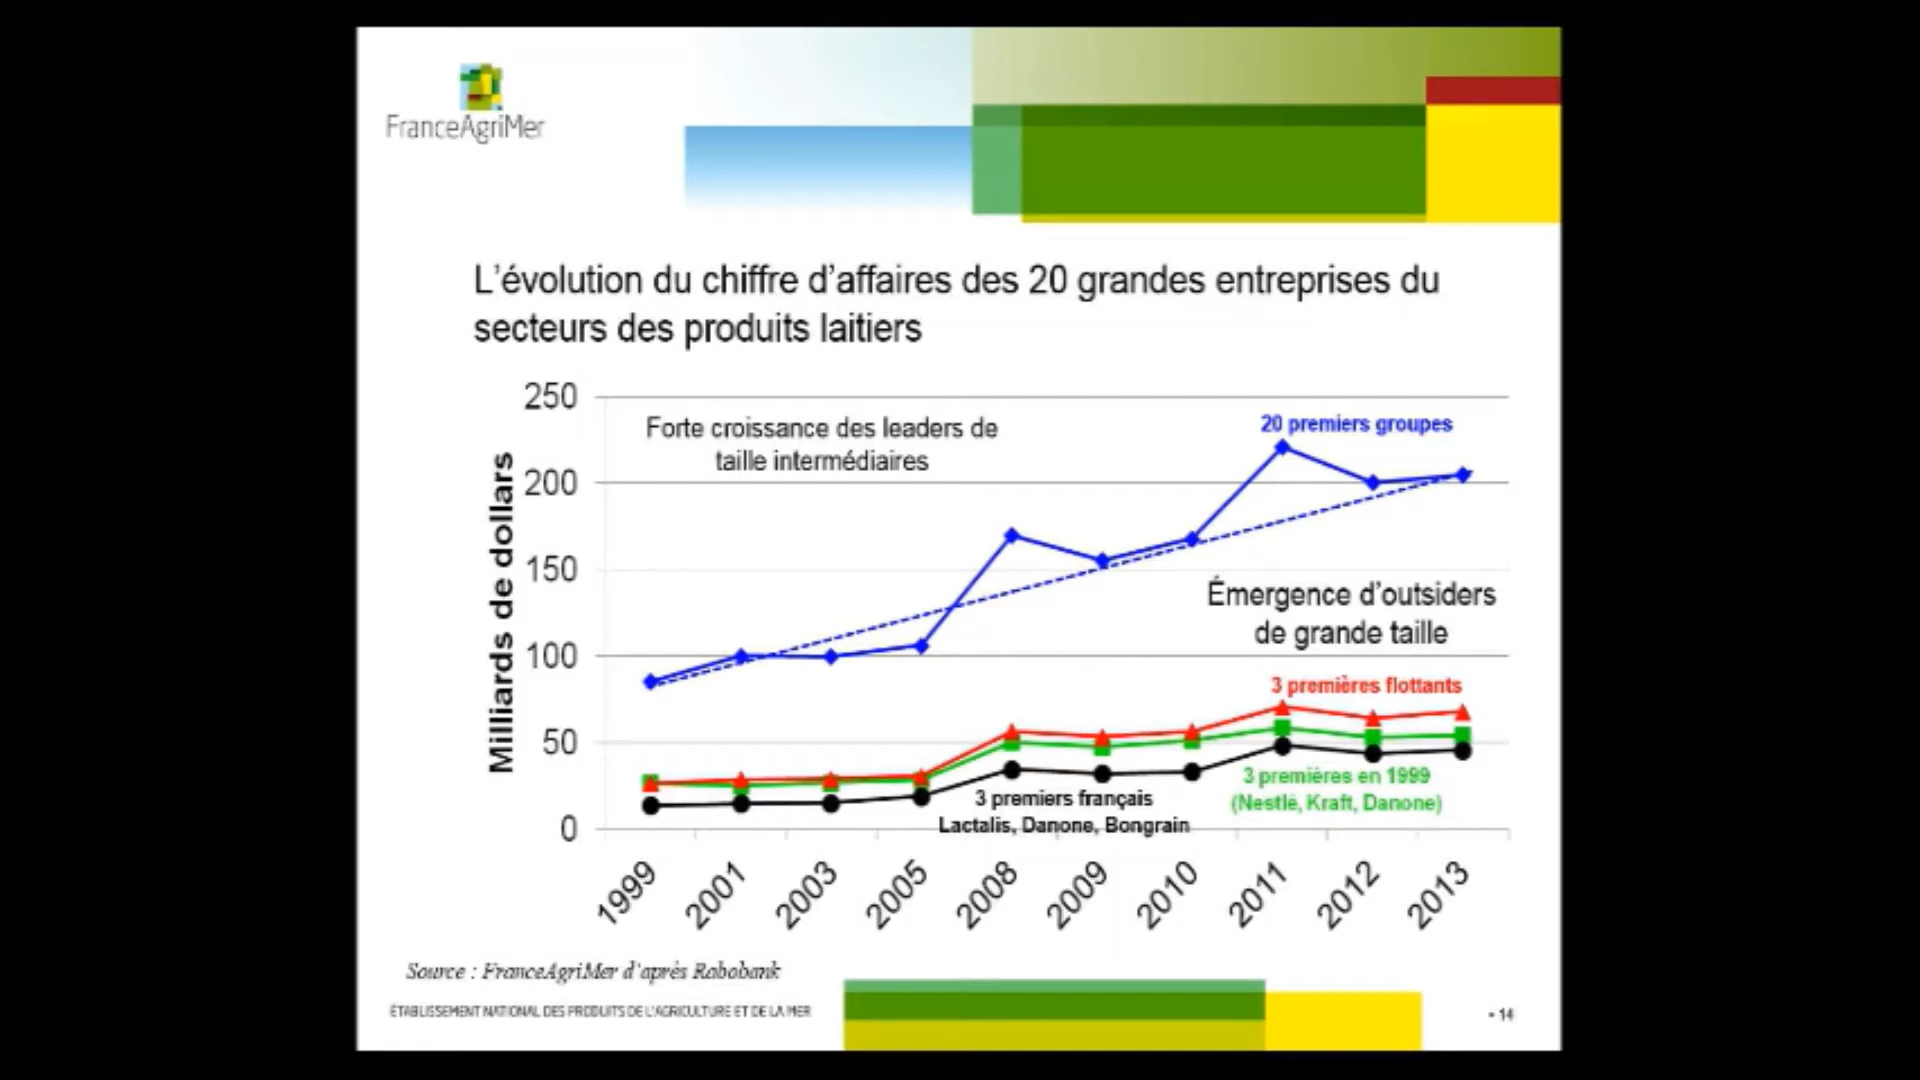 FranceAgriMer
L'évolution du chiffre d'affaires des 20 grandes entreprises du
secteurs des produits laitiers
Milliards de dollars
250
200
150
100
50
0
Forte croissance des leaders de
taille intermédiaires
20 premiers groupes
Émergence d'outsiders
de grande taille
3 premières flottants
3 premières en 1999
(Nestlé, Kraft, Danone)
3 premiers français
Lactalis, Danone, Bongrain
1999
2001
2003
2005
2008
2009
2010
2011
2012
2013
Source : FranceAgriMer d'après Rabobank
ÉTABLISSEMENT NATIONAL DES PRODUITS DE L'AGRICULTURE ET DE LA MER
• 14